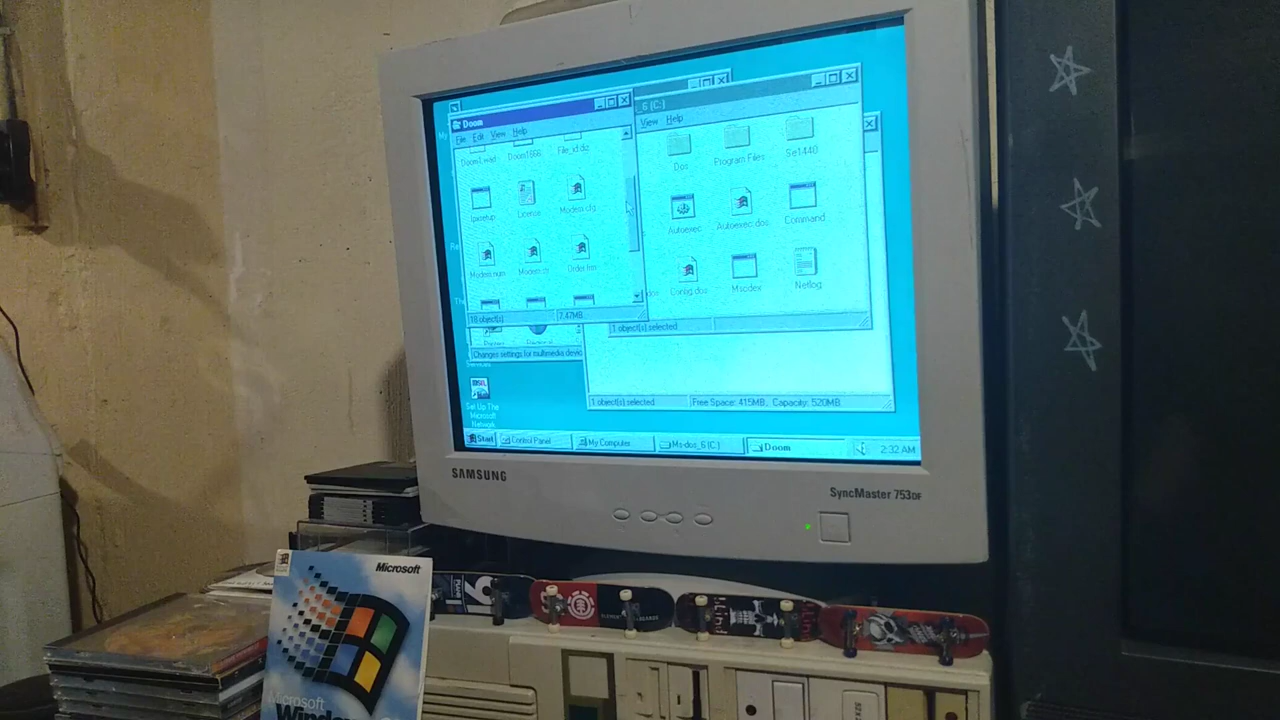 Doom
File Edit View Help
Doom1.wad Doom1666 File_id.diz
Ipxsetup License Modem.cfg
Modem.num Modem.str Order.frm
18 object(s) 7.47MB
_6 (C:)
View Help
Dos Program Files
Autoexec Autoexec.dos Command
Config.dos Mscdex Netlog
1 object(s) selected
Changes settings for multimedia devic
1 object(s) selected Free Space: 415MB, Capacity: 520MB
Set Up The
Microsoft
Network
Start Control Panel My Computer Ms-dos_6 (C:) Doom 2:32 AM
SAMSUNG
SyncMaster 753DF
Microsoft
Microsoft